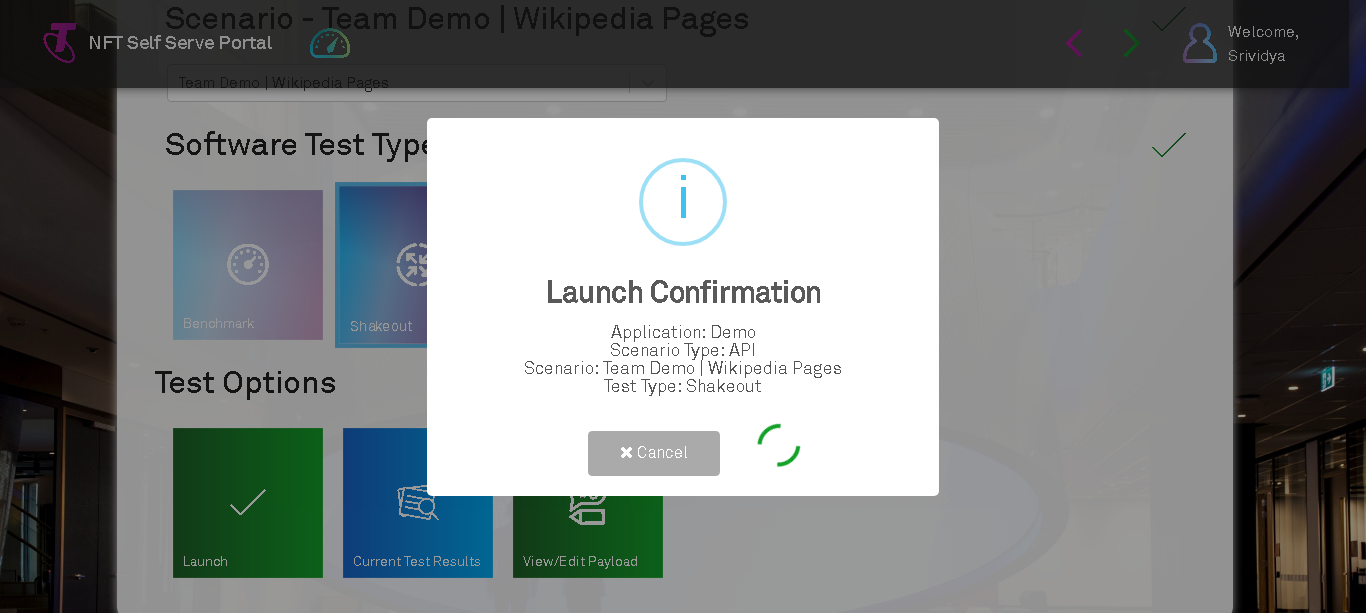 Scenario - Team Demo | Wikipedia Pages
NFT Self Serve Portal
Welcome,
Srividya
Team Demo | Wikipedia Pages
Software Test Type
Benchmark
Shakeout
i
Launch Confirmation
Application: Demo
Scenario Type: API
Scenario: Team Demo | Wikipedia Pages
Test Type: Shakeout
Cancel
Test Options
Launch
Current Test Results
View/Edit Payload